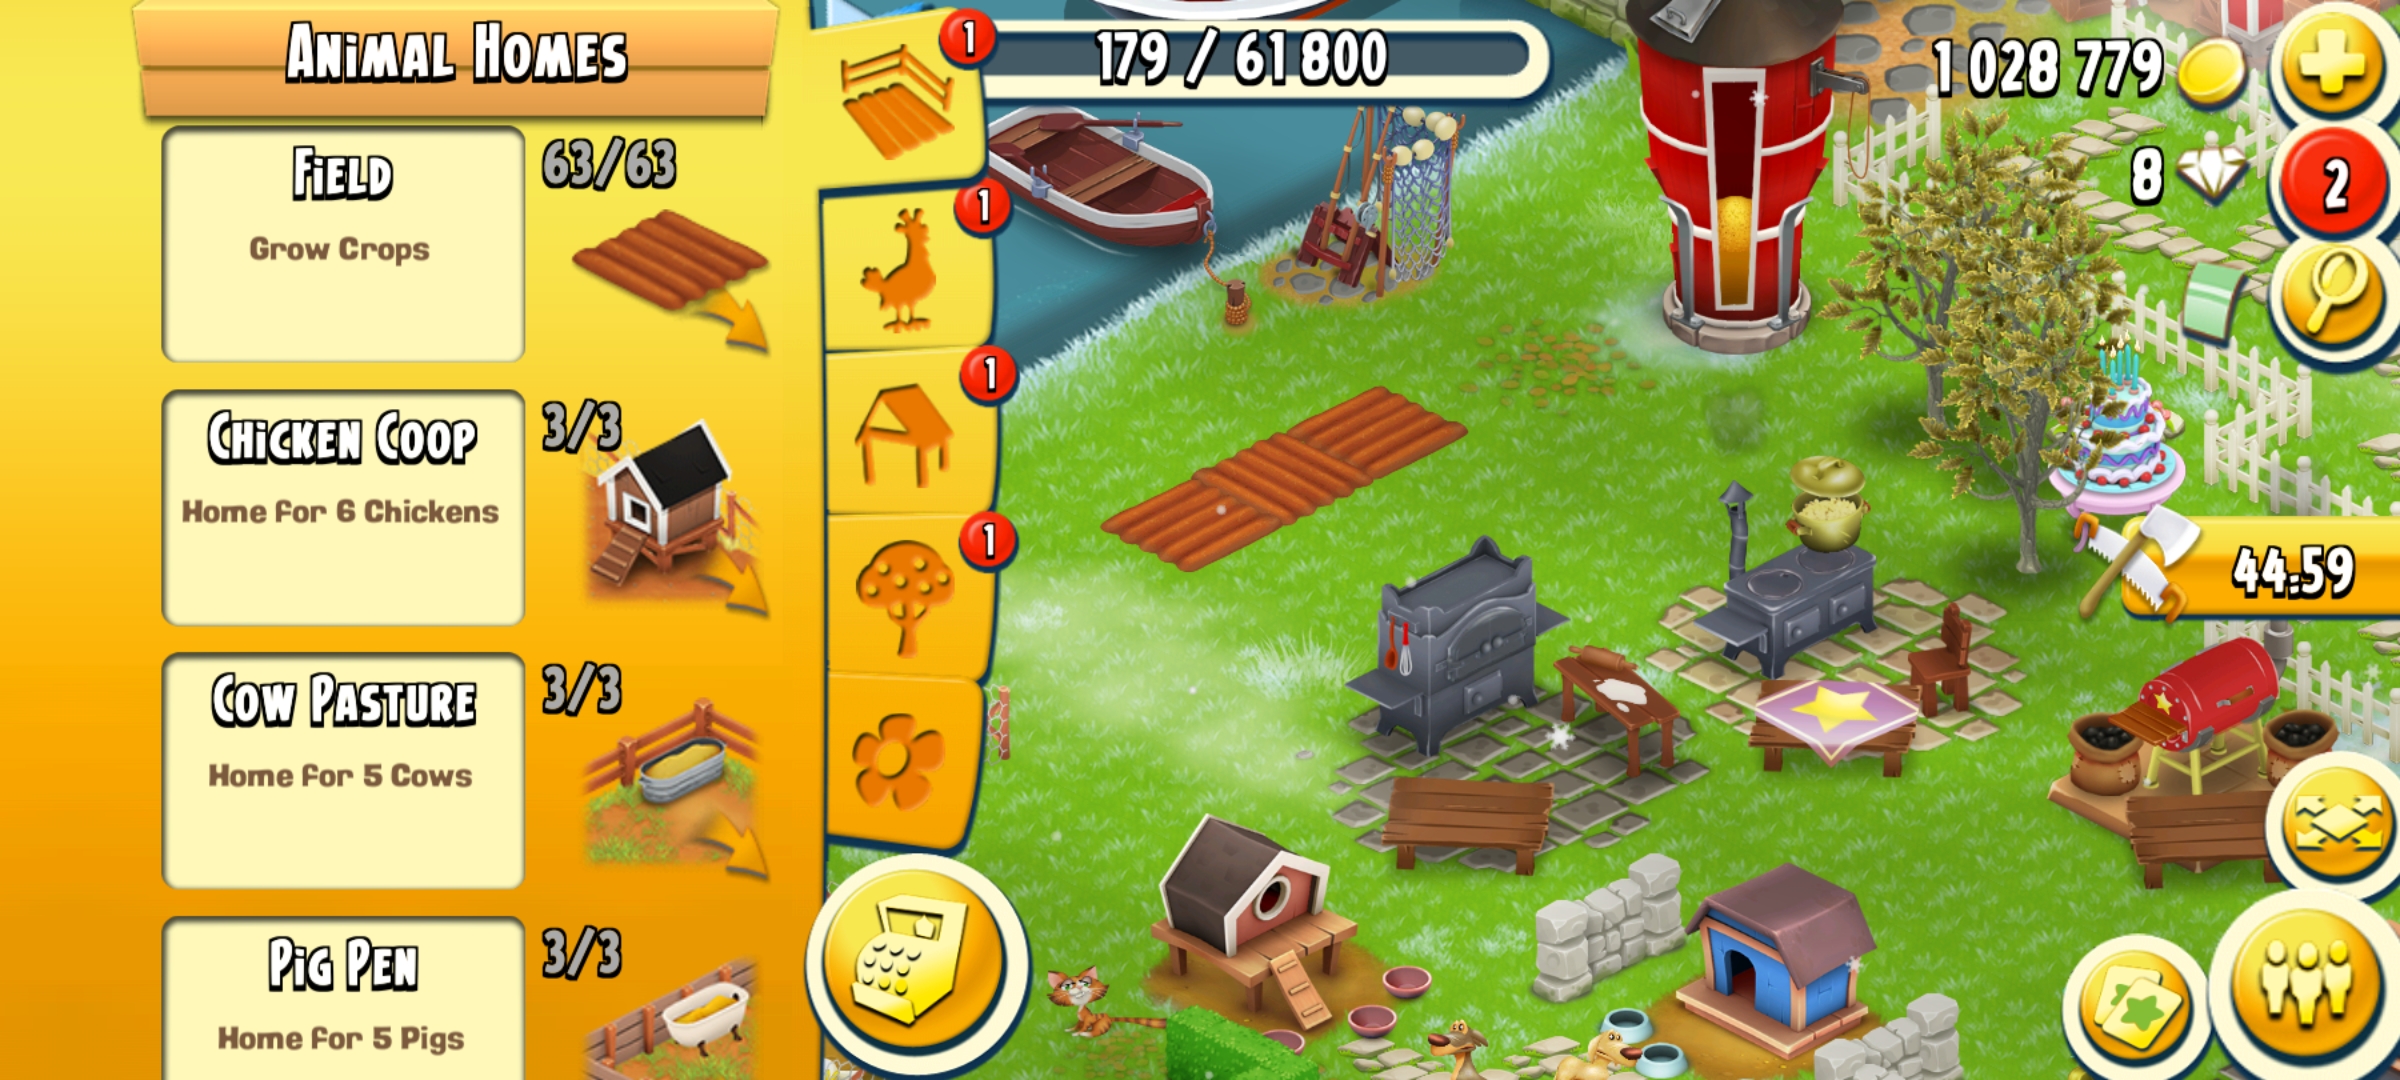 ANIMAL HOMES
FIELD
Grow Crops
63/63
CHICKEN COOP
Home for 6 Chickens
3/3
COW PASTURE
Home for 5 Cows
3/3
PIG PEN
Home for 5 Pigs
3/3
1
1
1
1
179 / 61 800
1 028 779
8
2
44:59